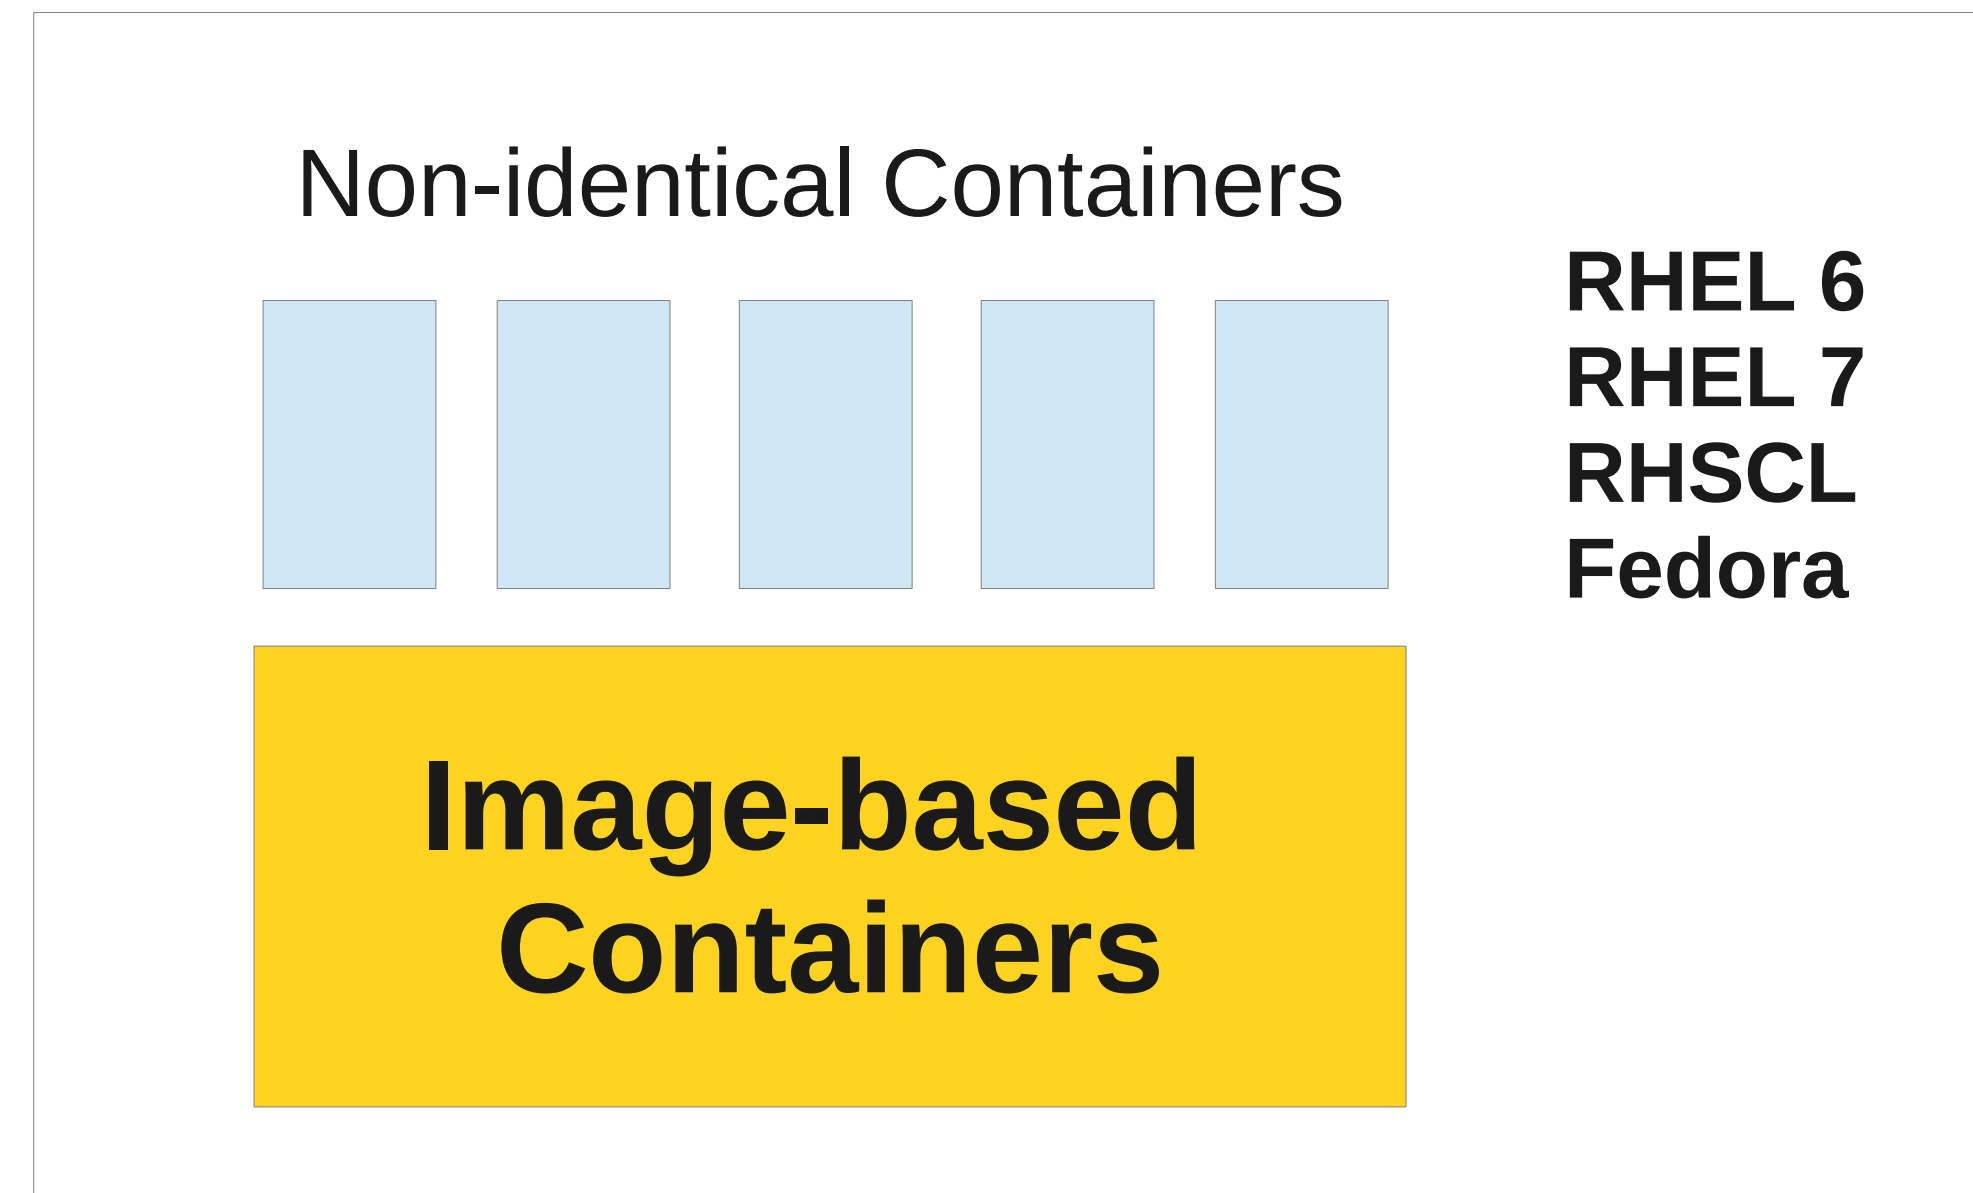 Non-identical Containers
RHEL 6
RHEL 7
RHSCL
Fedora
Image-based
Containers